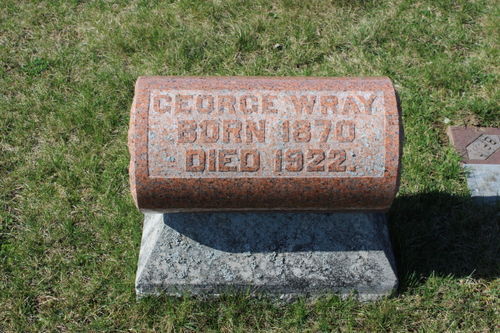 GEORGE WRAY
BORN 1870
DIED 1922.